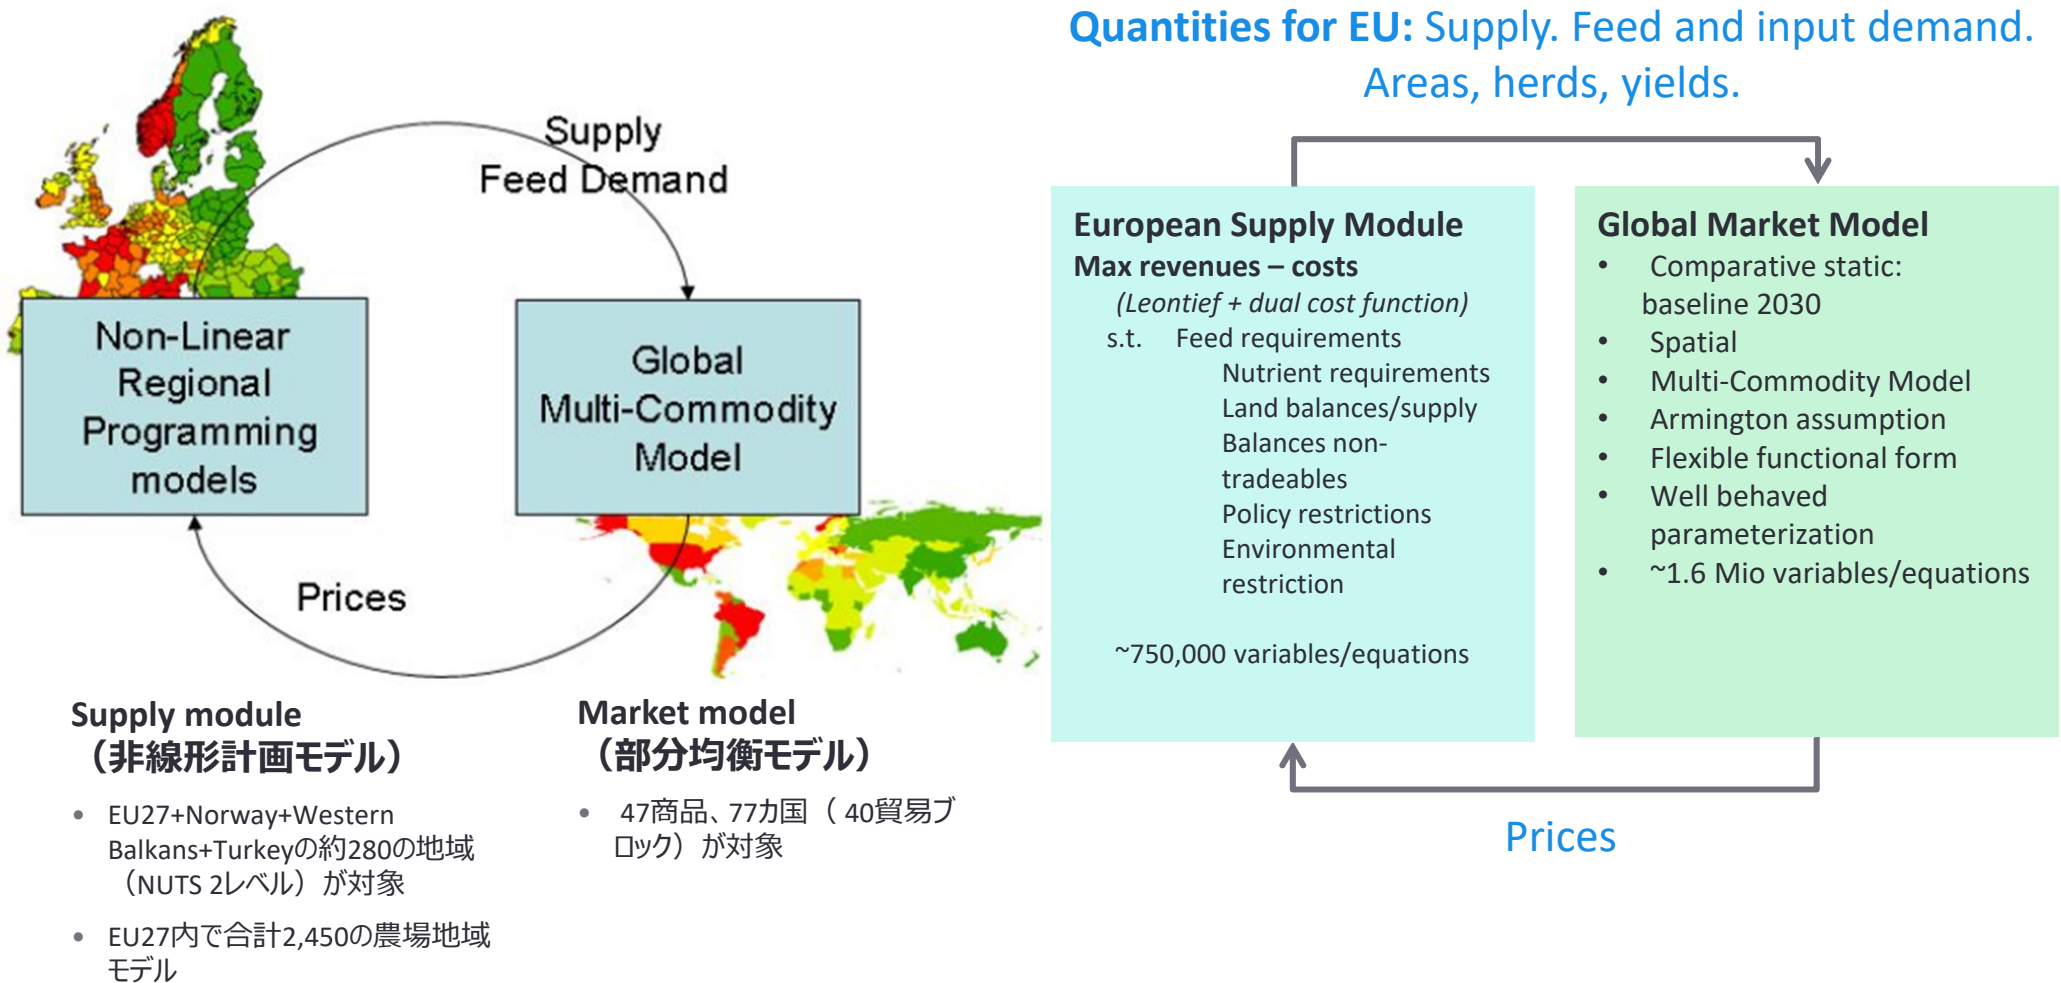 Supply
Feed Demand
Non-Linear
Regional
Programming
models
Global
Multi-Commodity
Model
Prices
Supply module
（非線形計画モデル）
• EU27+Norway+Western
Balkans+Turkeyの約280の地域
（NUTS 2レベル）が対象
• EU27内で合計2,450の農場地域
モデル
Market model
（部分均衡モデル）
• 47商品、77カ国（ 40貿易ブ
ロック）が対象
Quantities for EU: Supply. Feed and input demand.
Areas, herds, yields.
European Supply Module
Max revenues – costs
(Leontief + dual cost function)
s.t. Feed requirements
Nutrient requirements
Land balances/supply
Balances non-
tradeables
Policy restrictions
Environmental
restriction
~750,000 variables/equations
Global Market Model
• Comparative static:
baseline 2030
• Spatial
• Multi-Commodity Model
• Armington assumption
• Flexible functional form
• Well behaved
parameterization
• ~1.6 Mio variables/equations
Prices